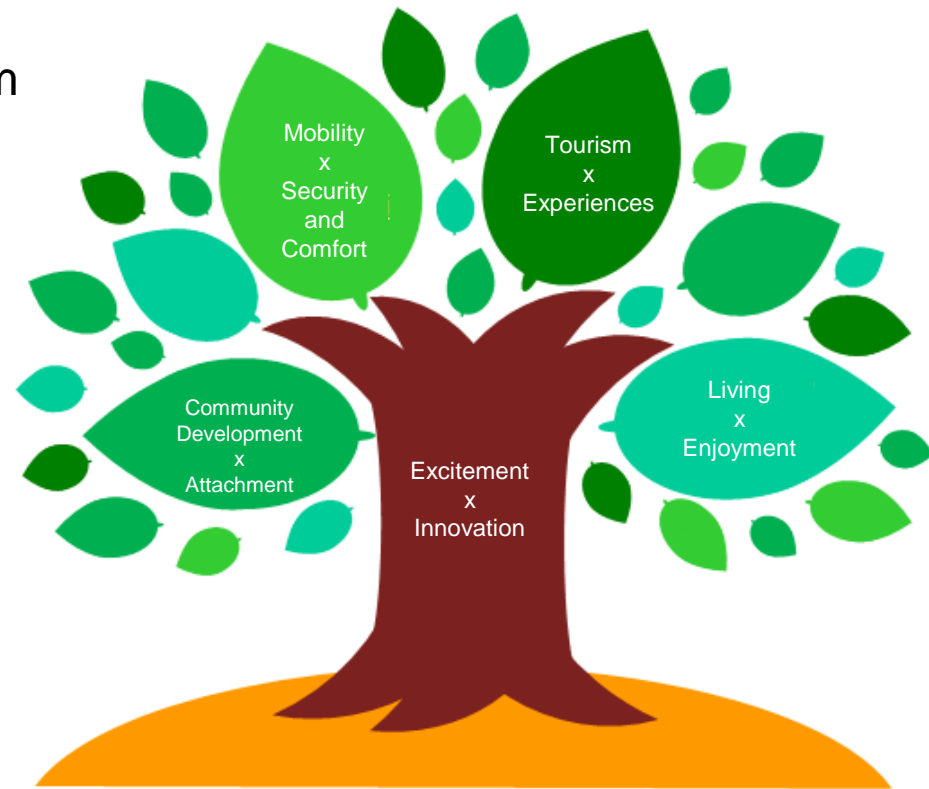 Mobility
x
Security
and
Comfort
Tourism
x
Experiences
Community
Development
x
Attachment
Living
x
Enjoyment
Excitement
x
Innovation